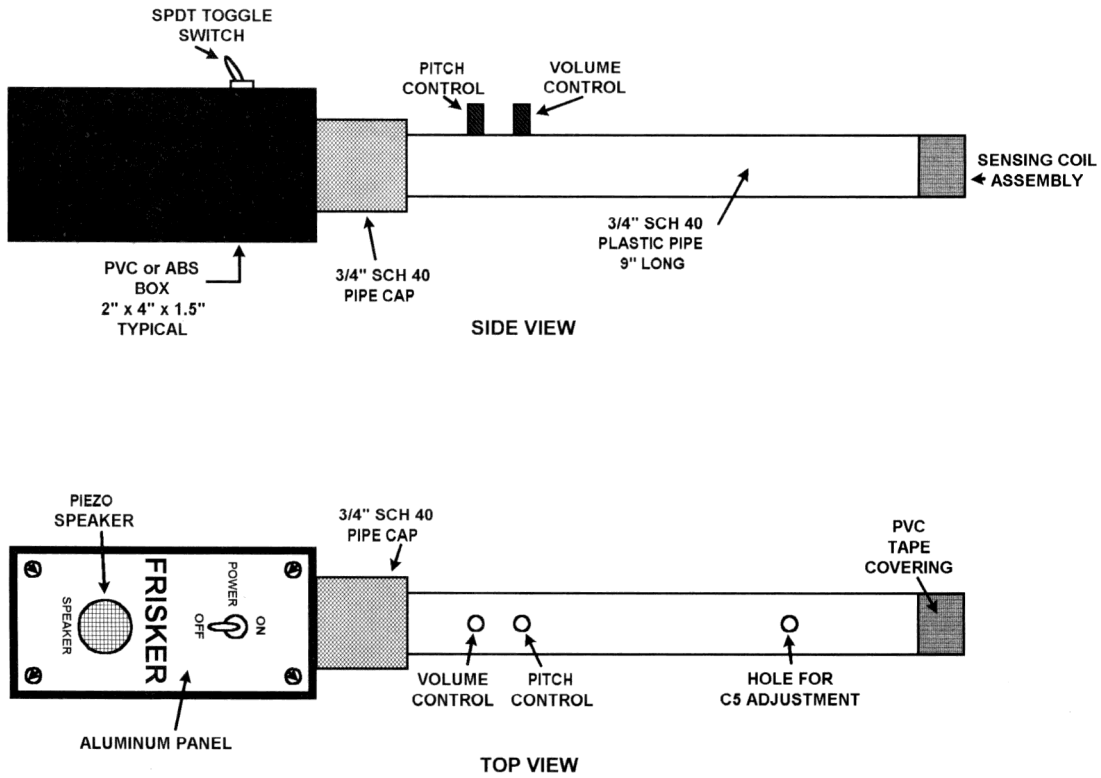 SPDT TOGGLE
SWITCH
PITCH
CONTROL
VOLUME
CONTROL
SENSING COIL
ASSEMBLY
3/4" SCH 40
PLASTIC PIPE
9" LONG
3/4" SCH 40
PIPE CAP
PVC or ABS
BOX
2" x 4" x 1.5"
TYPICAL
SIDE VIEW
PIEZO
SPEAKER
3/4" SCH 40
PIPE CAP
PVC
TAPE
COVERING
SPEAKER
FRISKER
POWER
OFF
ON
VOLUME
CONTROL
PITCH
CONTROL
HOLE FOR
C5 ADJUSTMENT
ALUMINUM PANEL
TOP VIEW